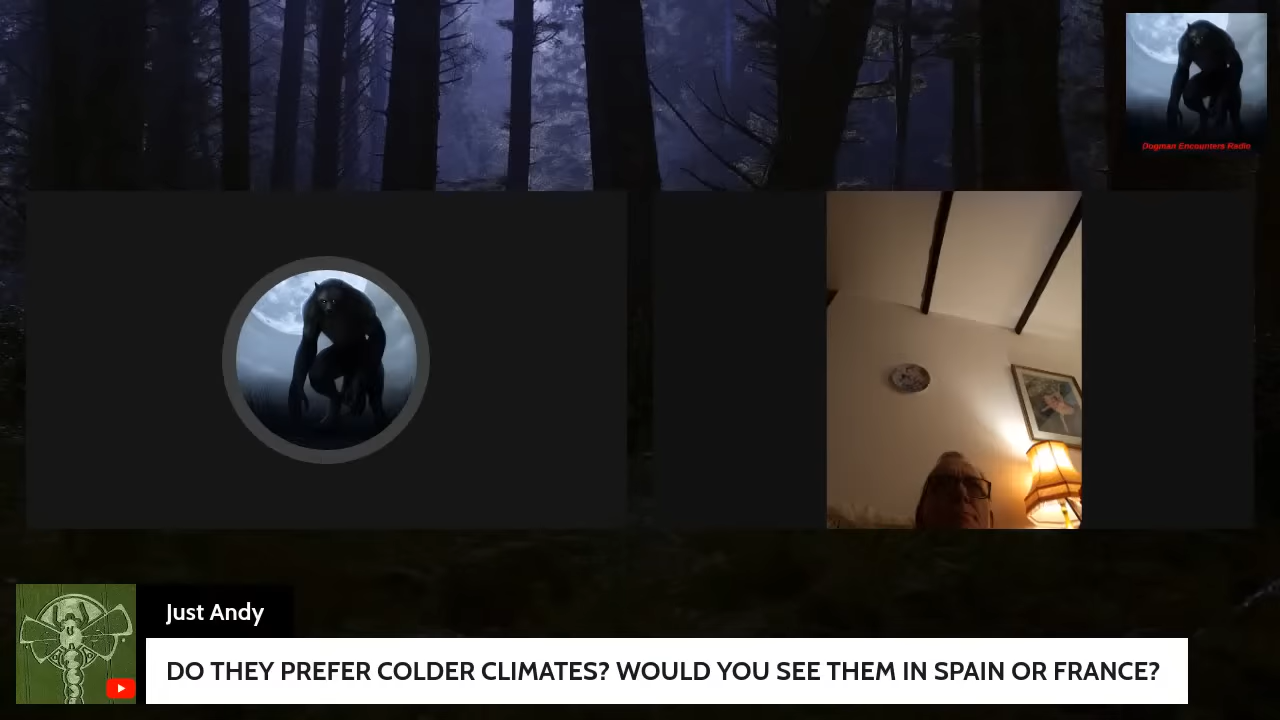 Dogman Encounters Radio
Just Andy
DO THEY PREFER COLDER CLIMATES? WOULD YOU SEE THEM IN SPAIN OR FRANCE?